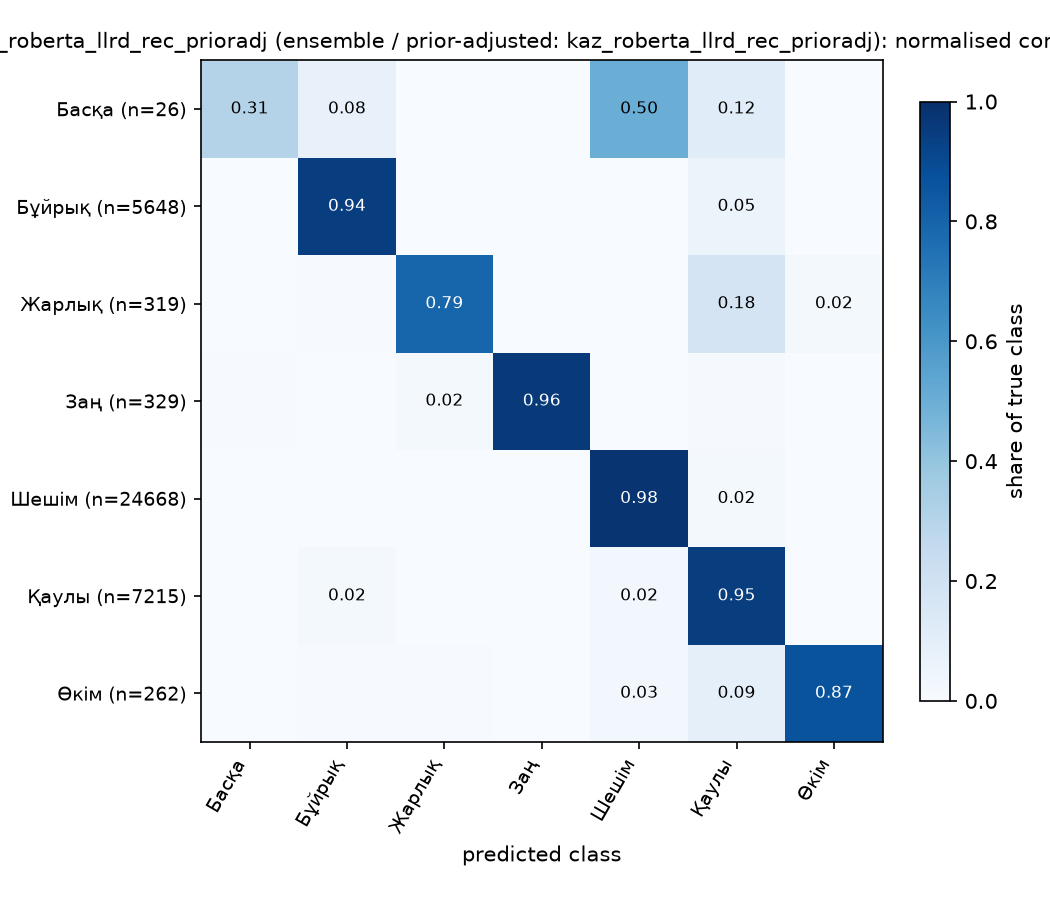 _roberta_llrd_rec_prioradj (ensemble / prior-adjusted: kaz_roberta_llrd_rec_prioradj): normalised con
Басқа (n=26) 0.31 0.08 0.50 0.12
Бұйрық (n=5648) 0.94 0.05
Жарлық (n=319) 0.79 0.18 0.02
Заң (n=329) 0.02 0.96
Шешім (n=24668) 0.98 0.02
Қаулы (n=7215) 0.02 0.02 0.95
Өкім (n=262) 0.03 0.09 0.87
Басқа Бұйрық Жарлық Заң Шешім Қаулы Өкім
predicted class
1.0
0.8
0.6
0.4
0.2
0.0
share of true class